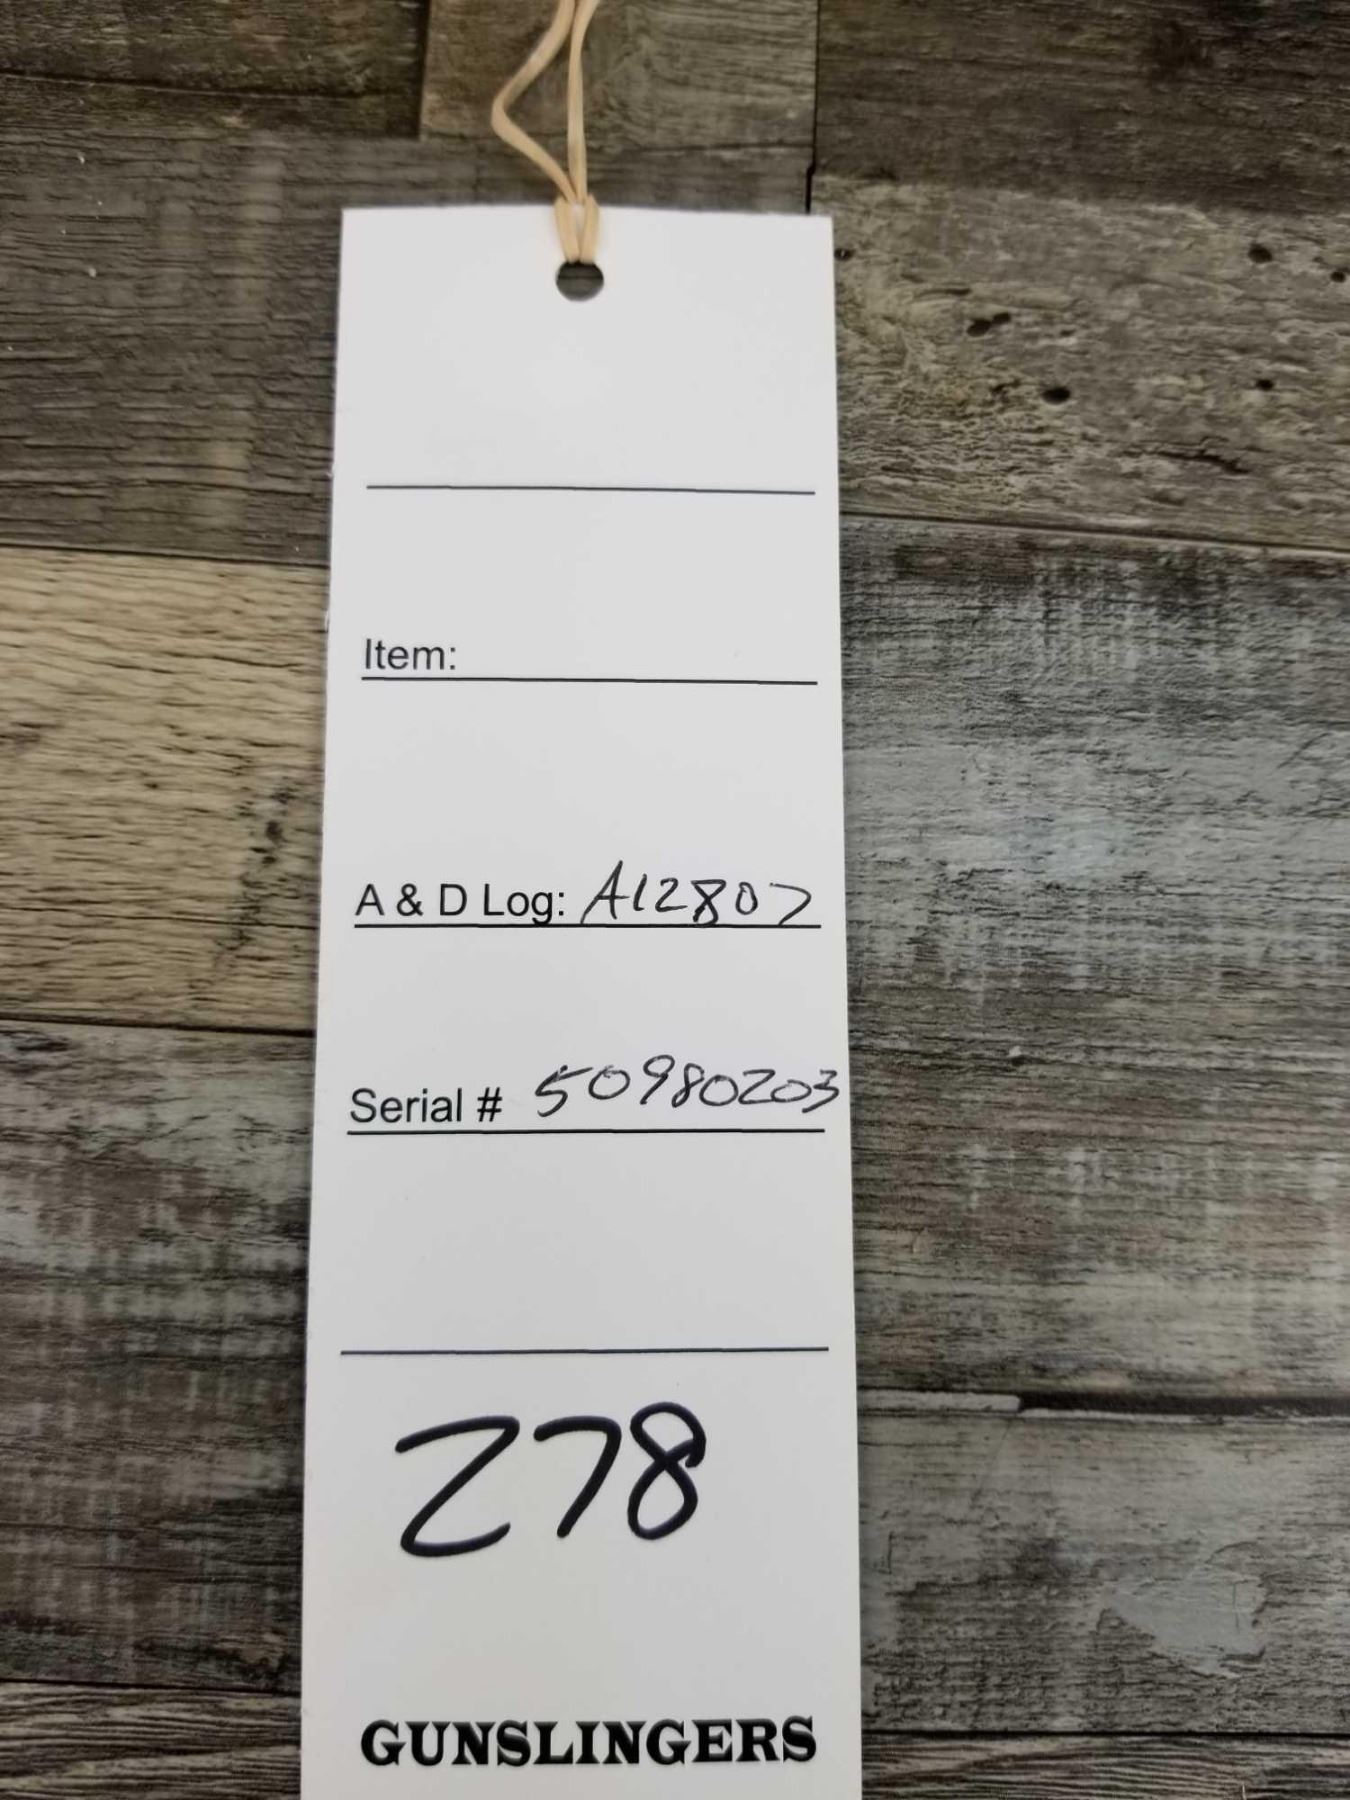 Item:
A & D Log: A12807
Serial # 50980203
278
GUNSLINGERS